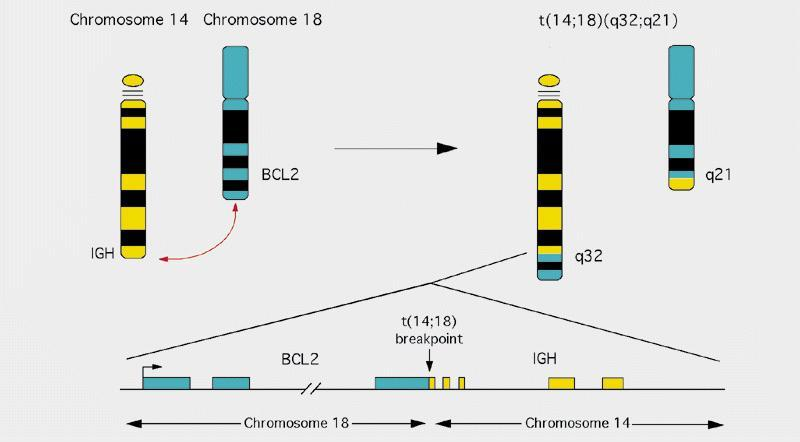 Chromosome 14
Chromosome 18
t(14;18)(q32;q21)
BCL2
q21
IGH
q32
t(14;18)
breakpoint
BCL2
IGH
Chromosome 18
Chromosome 14